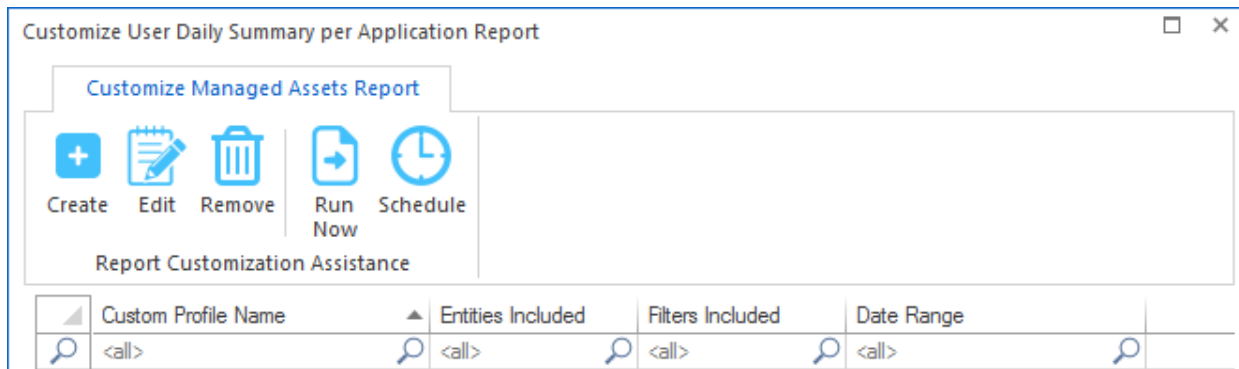 Customize User Daily Summary per Application Report
Customize Managed Assets Report
Create Edit Remove Run Now Schedule
Report Customization Assistance
Custom Profile Name Entities Included Filters Included Date Range
<all> <all> <all> <all>